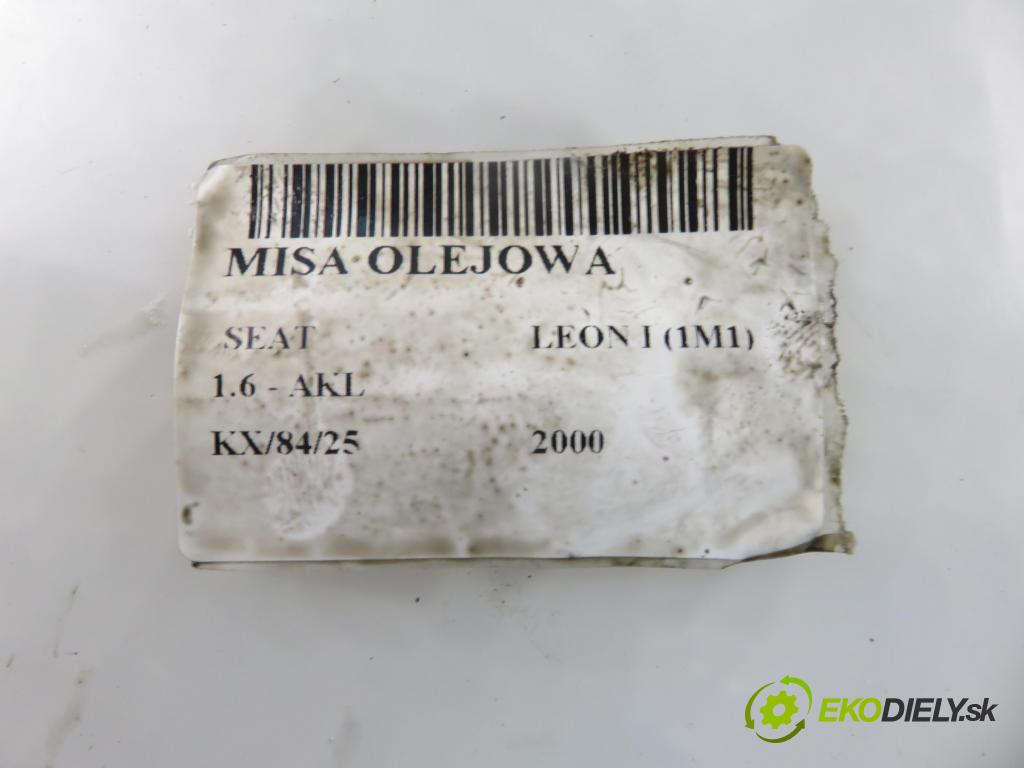 MISA OLEJOWA
SEAT LEON I (1M1)
1.6 - AKL
KX/84/25 2000
EKODIELY.sk